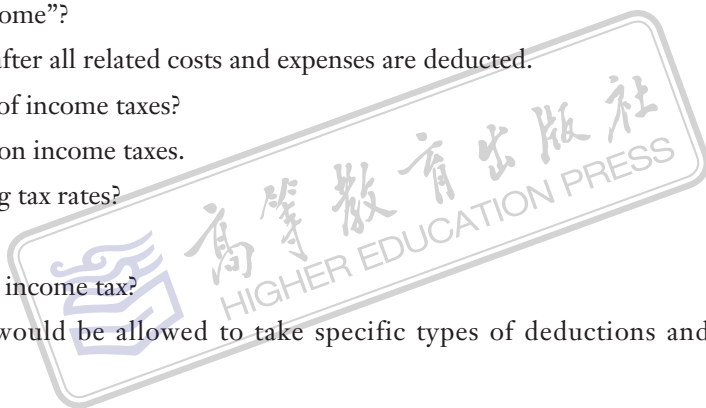 ome”?
fter all related costs and expenses are deducted.
of income taxes?
on income taxes.
g tax rates?
income tax?
would be allowed to take specific types of deductions and
高等教育出版社
HIGHER EDUCATION PRESS